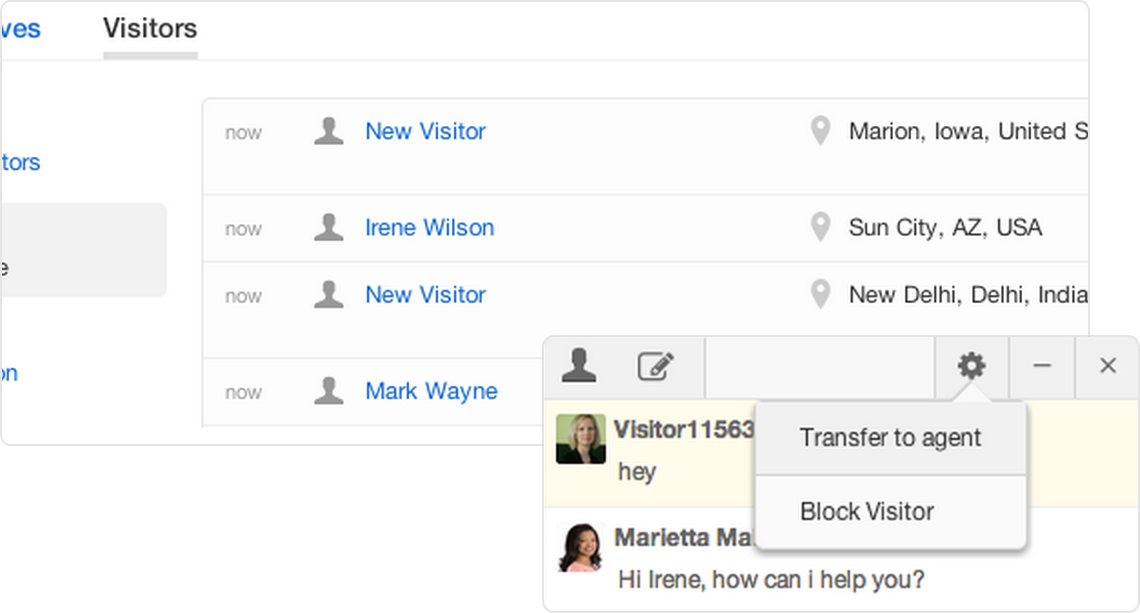 ves
Visitors
now
New Visitor
Marion, Iowa, United S
tors
now
Irene Wilson
Sun City, AZ, USA
e
now
New Visitor
New Delhi, Delhi, India
on
now
Mark Wayne
Visitor11563
Transfer to agent
hey
Block Visitor
Marietta Ma
Hi Irene, how can i help you?